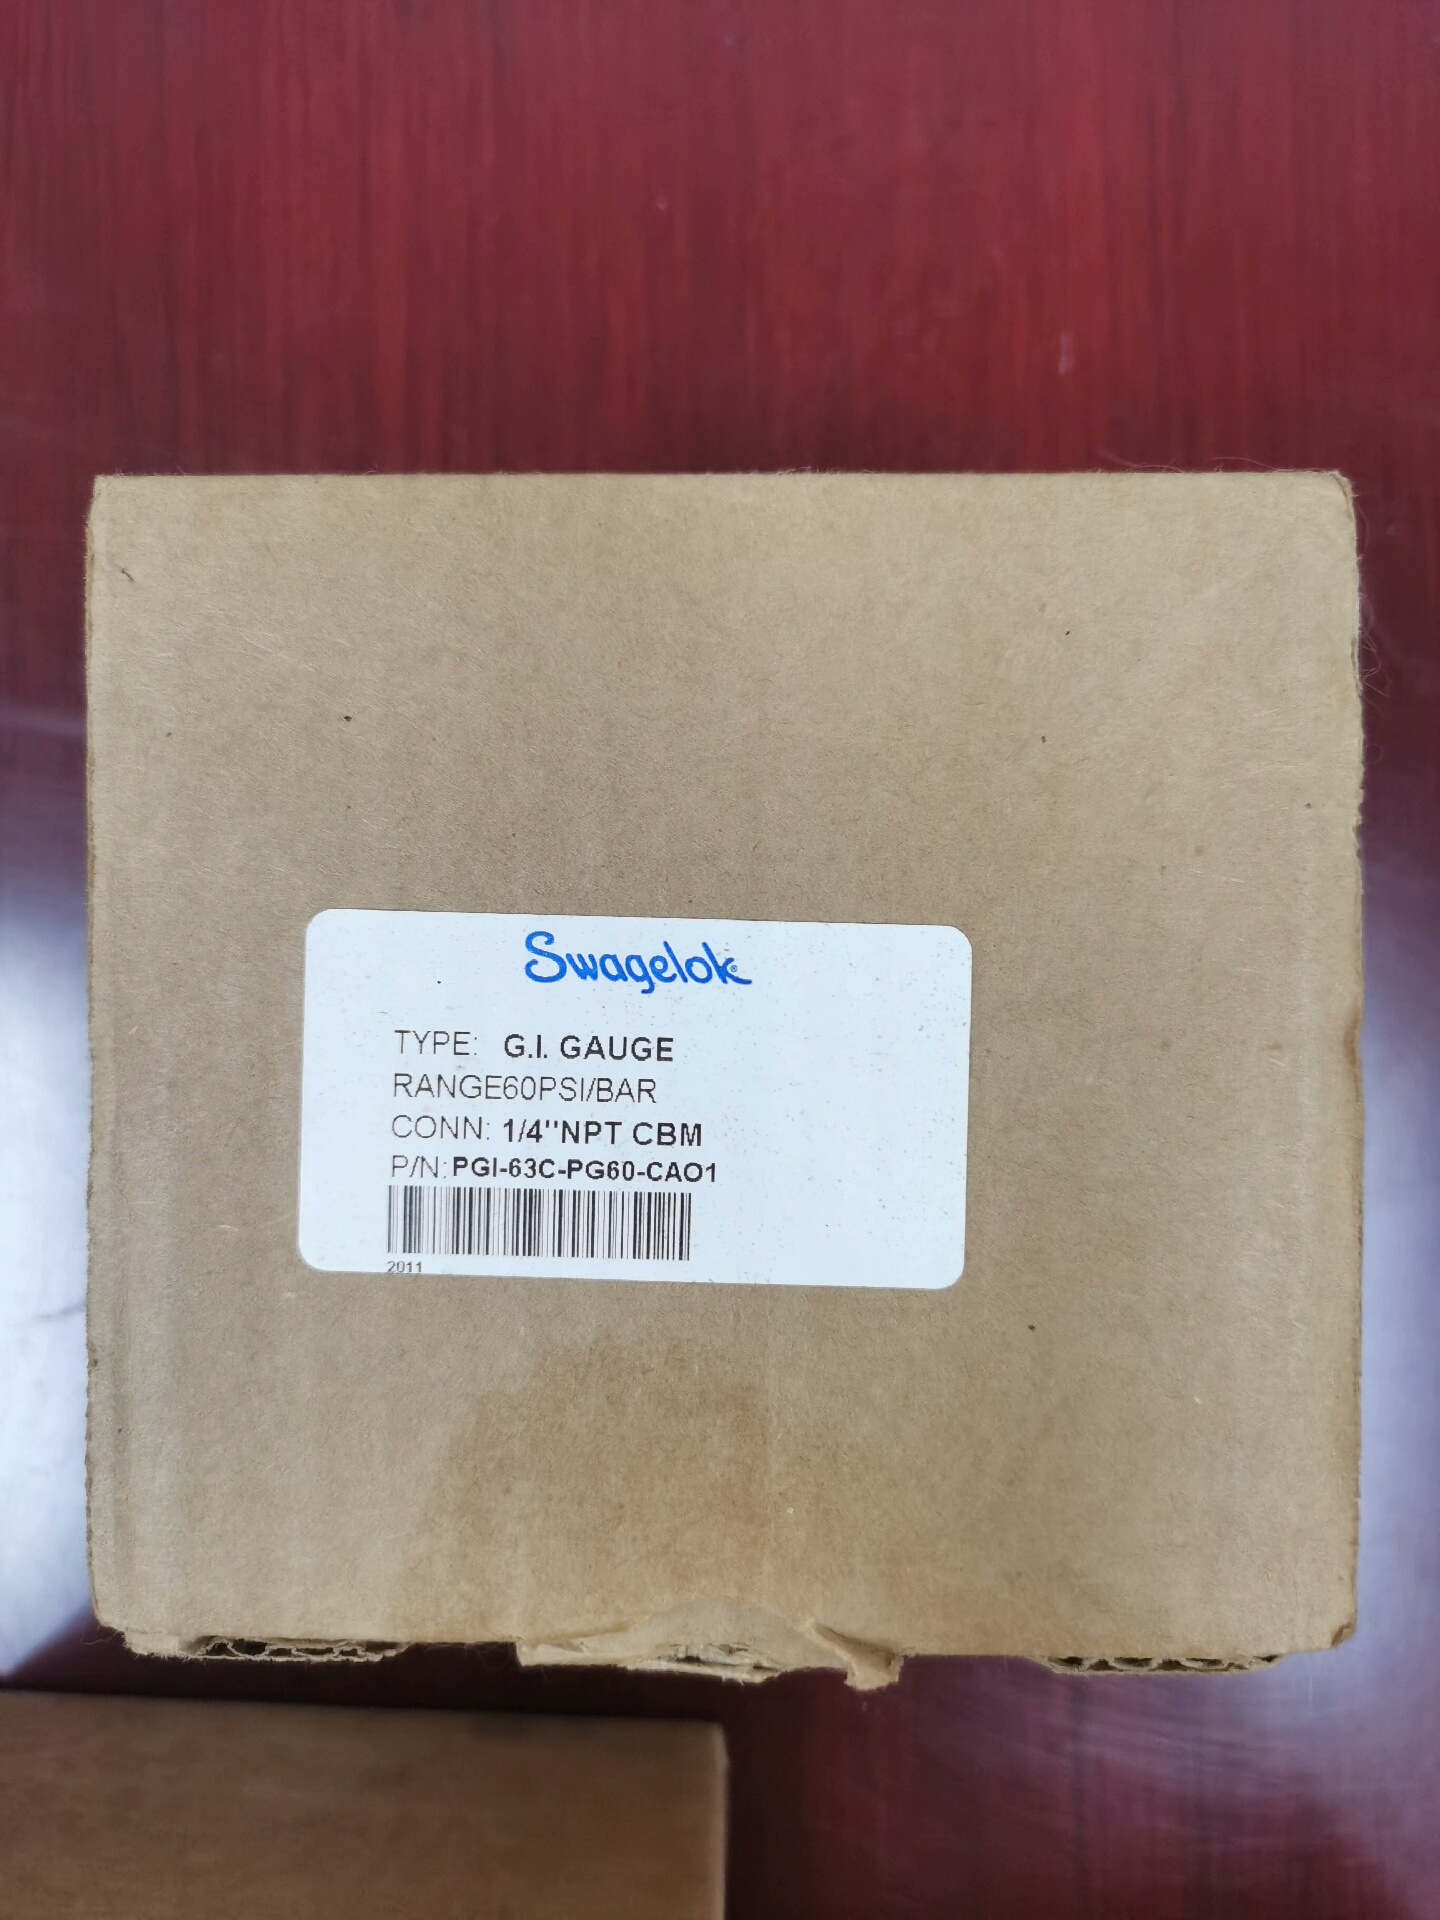 Swagelok®
TYPE: G.I. GAUGE
RANGE60PSI/BAR
CONN: 1/4''NPT CBM
P/N: PGI-63C-PG60-CAO1
2011